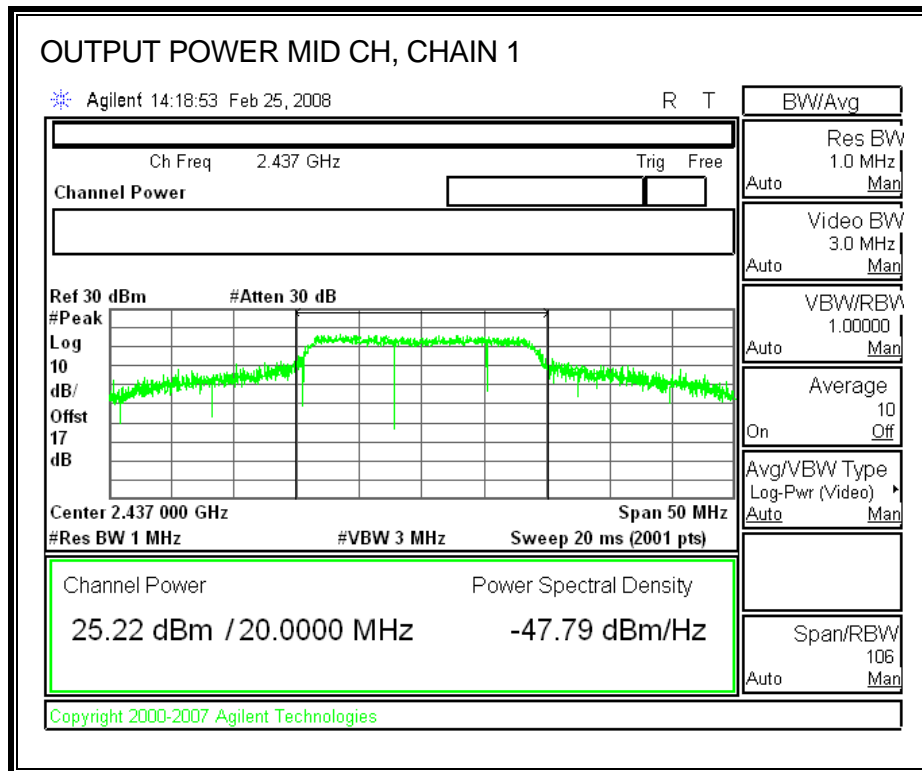 OUTPUT POWER MID CH, CHAIN 1
Agilent 14:18:53 Feb 25, 2008 R T
BW/Avg
Ch Freq 2.437 GHz Trig Free
Channel Power
Ref 30 dBm #Atten 30 dB
#Peak
Log
10
dB/
Offst
17
dB
Center 2.437 000 GHz Span 50 MHz
#Res BW 1 MHz #VBW 3 MHz Sweep 20 ms (2001 pts)
Channel Power Power Spectral Density
25.22 dBm / 20.0000 MHz -47.79 dBm/Hz
Res BW
1.0 MHz
Auto Man
Video BW
3.0 MHz
Auto Man
VBW/RBW
1.00000
Auto Man
Average
10
On Off
Avg/VBW Type
Log-Pwr (Video)
Auto Man
Span/RBW
106
Auto Man
Copyright 2000-2007 Agilent Technologies